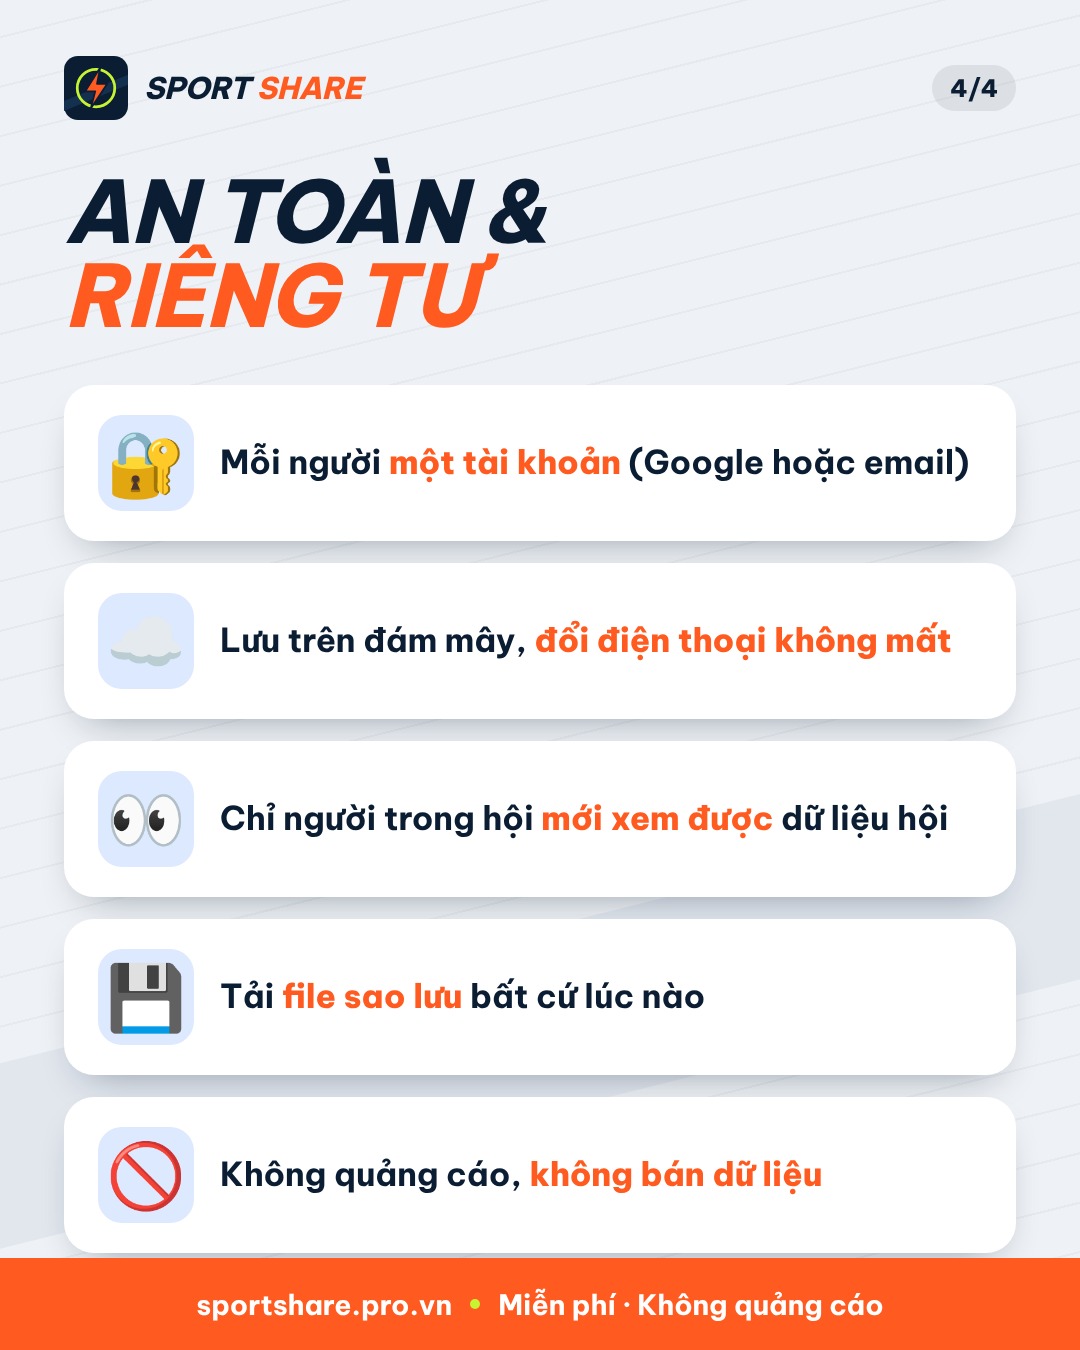 SPORT SHARE
4/4
AN TOÀN &
RIÊNG TƯ
Mỗi người một tài khoản (Google hoặc email)
Lưu trên đám mây, đổi điện thoại không mất
Chỉ người trong hội mới xem được dữ liệu hội
Tải file sao lưu bất cứ lúc nào
Không quảng cáo, không bán dữ liệu
sportshare.pro.vn • Miễn phí · Không quảng cáo